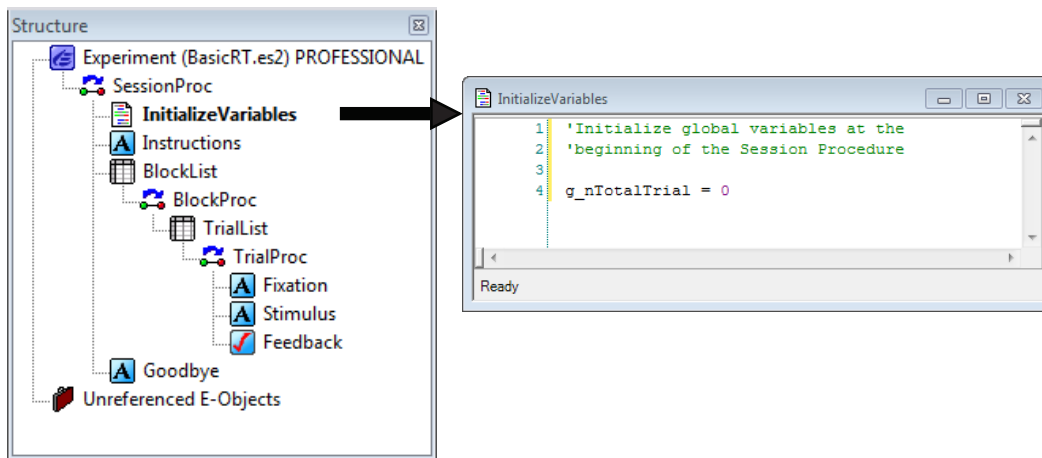 Structure
Experiment (BasicRT.es2) PROFESSIONAL
SessionProc
InitializeVariables
A Instructions
BlockList
BlockProc
TrialList
TrialProc
A Fixation
A Stimulus
Feedback
A Goodbye
Unreferenced E-Objects
InitializeVariables
1 'Initialize global variables at the
2 'beginning of the Session Procedure
3
4 g_nTotalTrial = 0
Ready